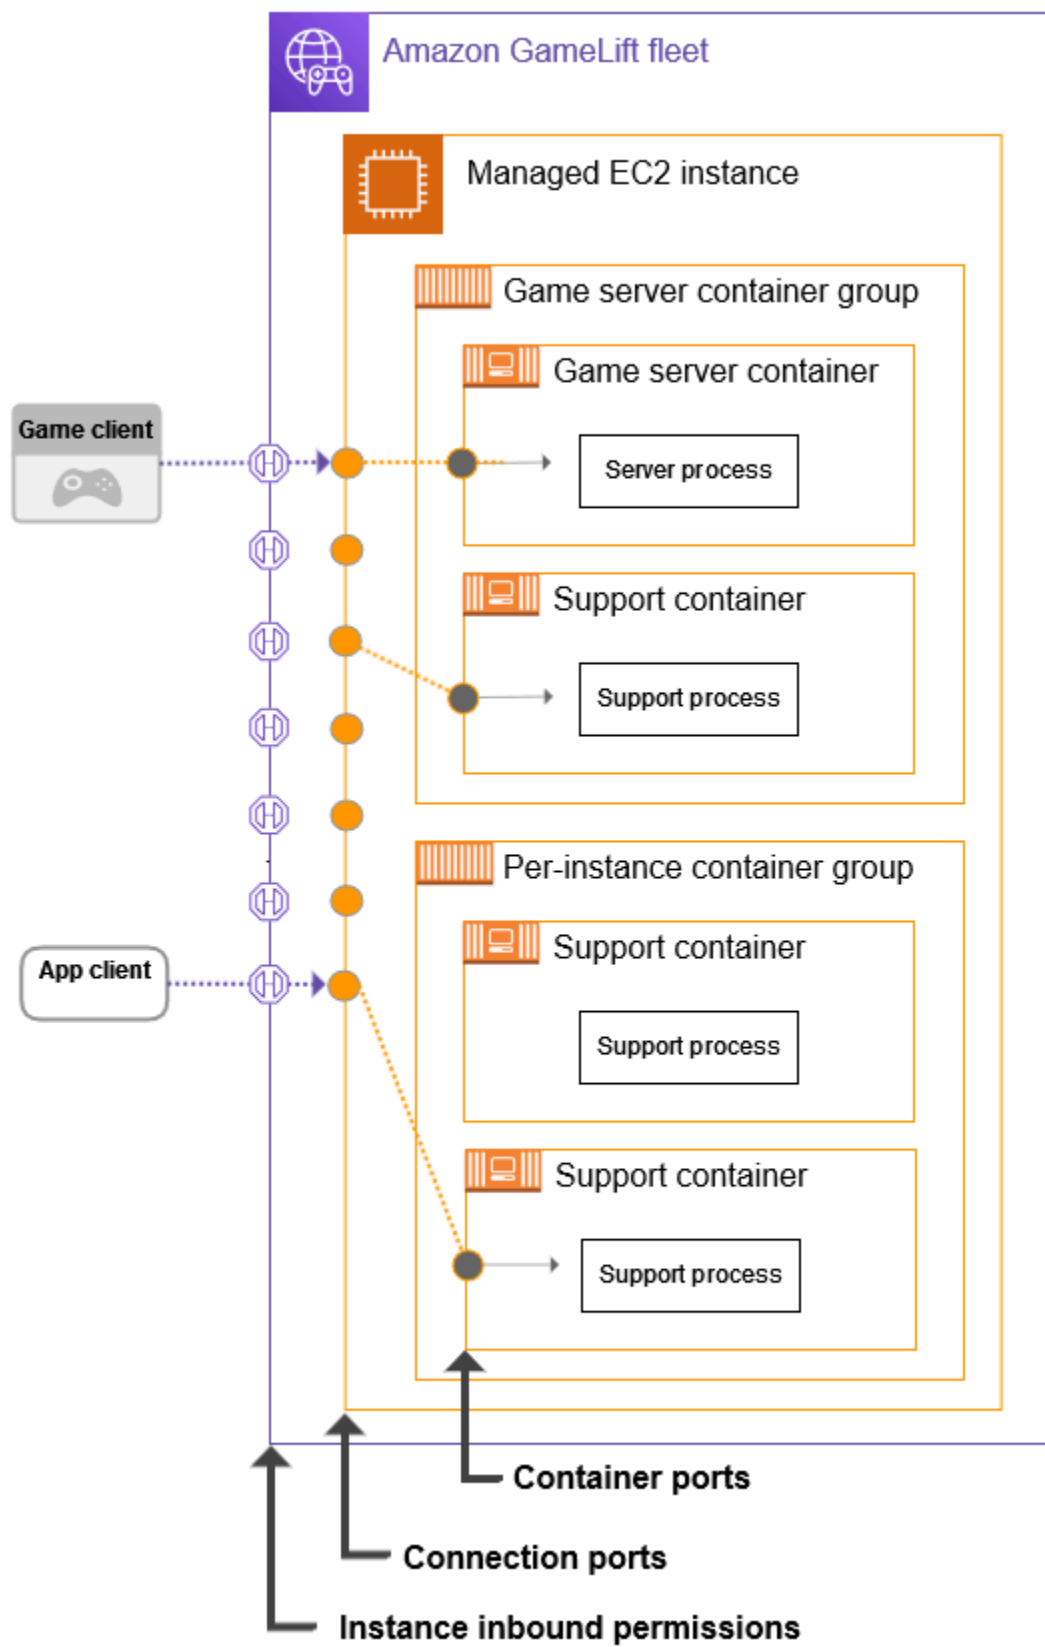 Amazon GameLift fleet
Managed EC2 instance
Game server container group
Game server container
Game client
Server process
Support container
Support process
Per-instance container group
Support container
App client
Support process
Support container
Support process
Container ports
Connection ports
Instance inbound permissions